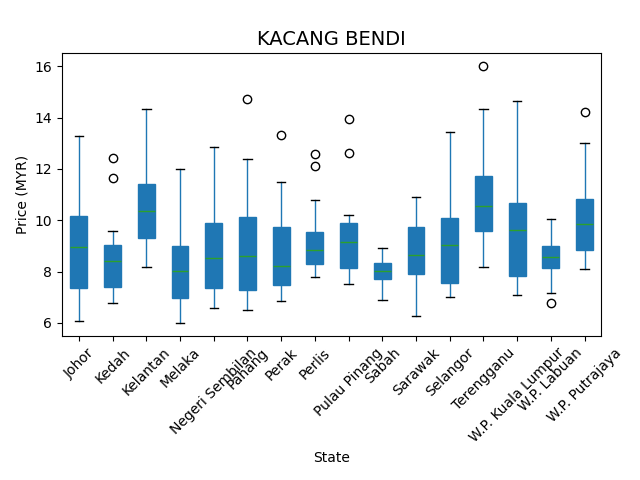 KACANG BENDI
Price (MYR)
16
14
12
10
8
6
Johor
Kedah
Kelantan
Melaka
Negeri Sembilan
Pahang
Perak
Perlis
Pulau Pinang
Sabah
Sarawak
Selangor
Terengganu
W.P. Kuala Lumpur
W.P. Labuan
W.P. Putrajaya
State